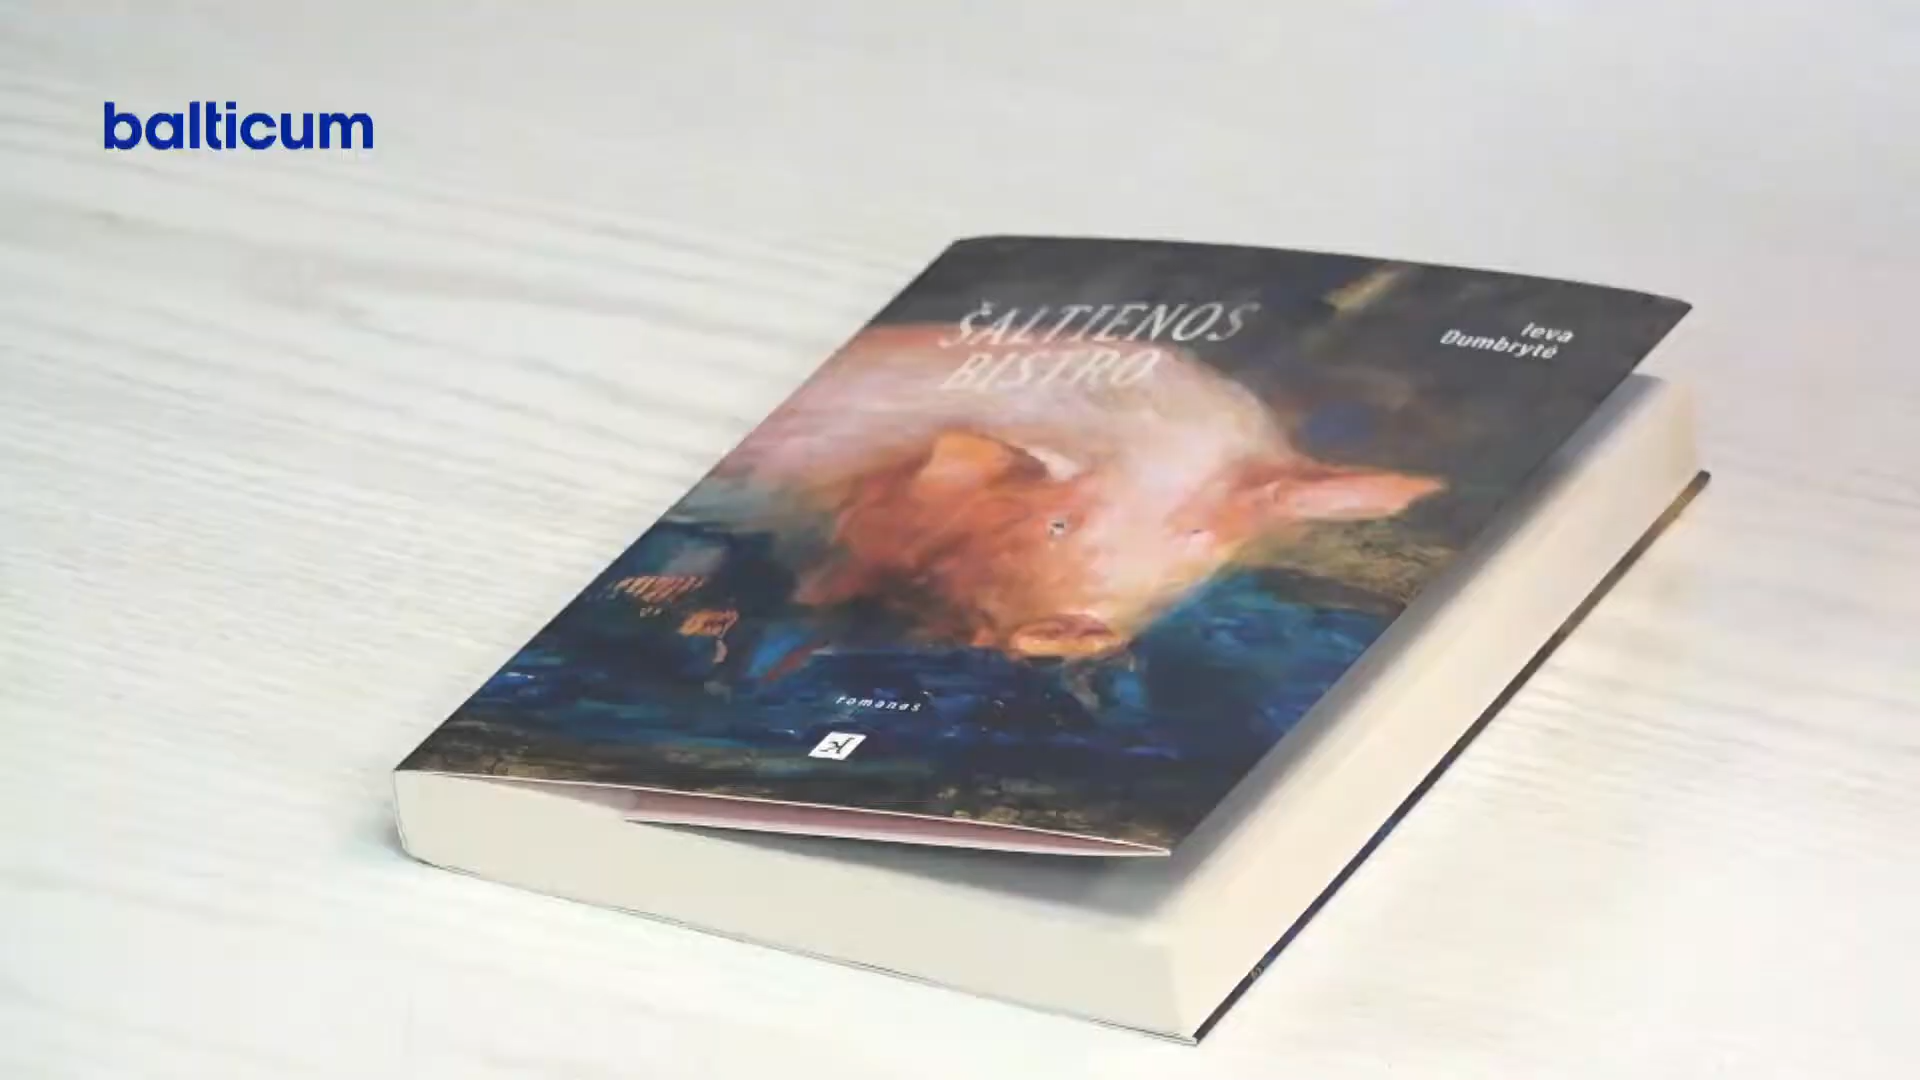 balticum
ŠALTIENOS
BISTRO
Ieva
Dumbrytė
romanas